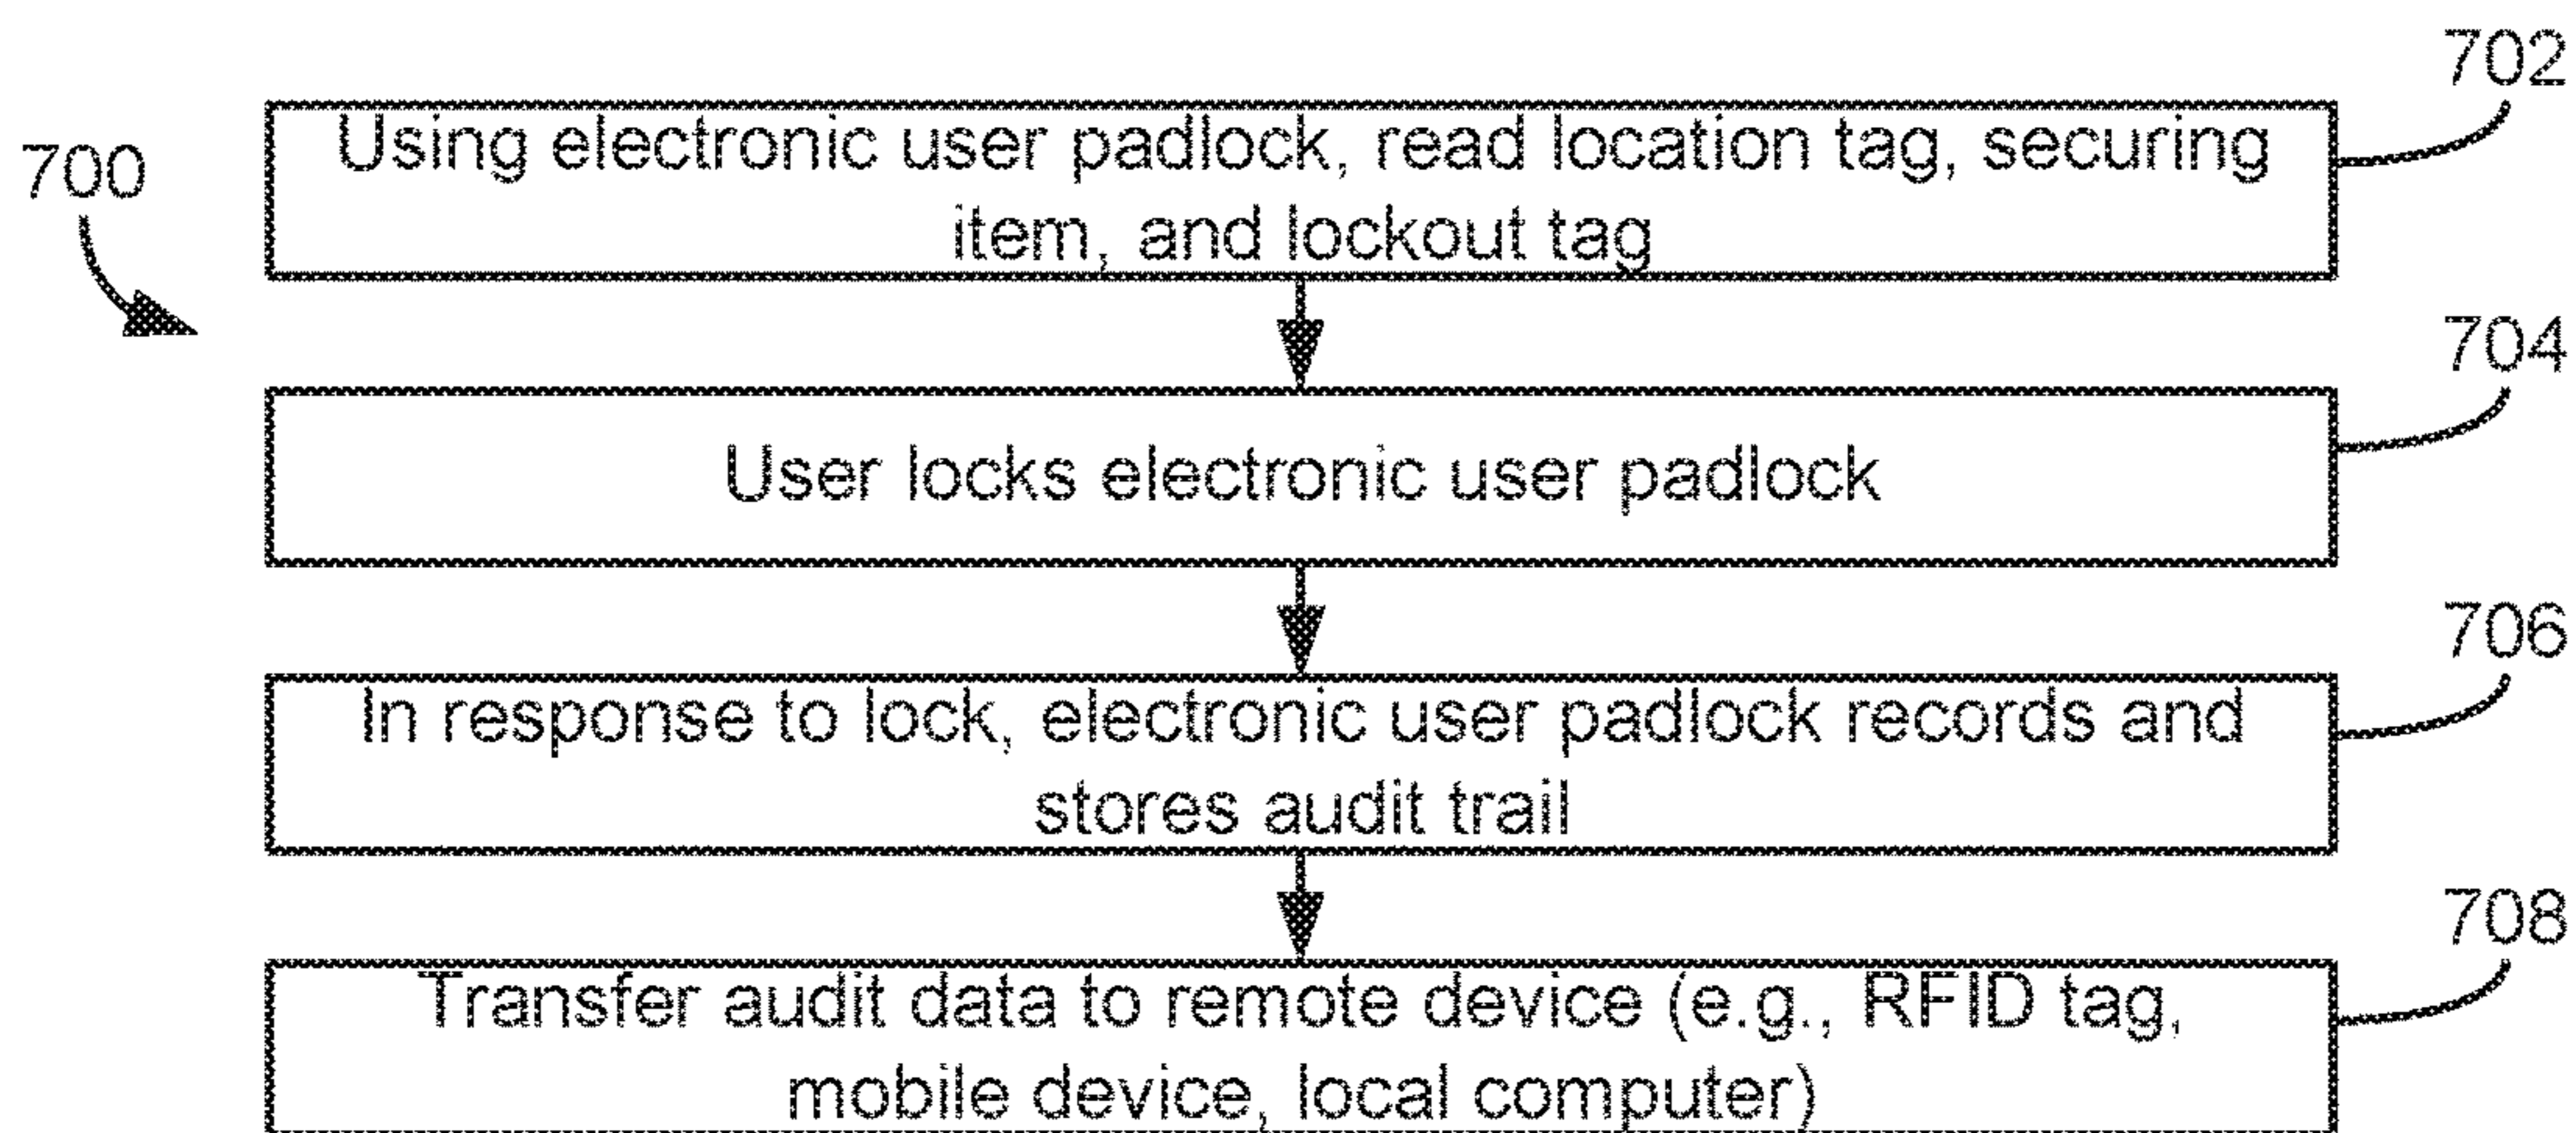 702
700
Using electronic user padlock, read location tag, securing
item, and lockout tag
704
User locks electronic user padlock
706
In response to lock, electronic user padlock records and
stores audit trail
708
Transfer audit data to remote device (e.g., RFID tag,
mobile device, local computer)